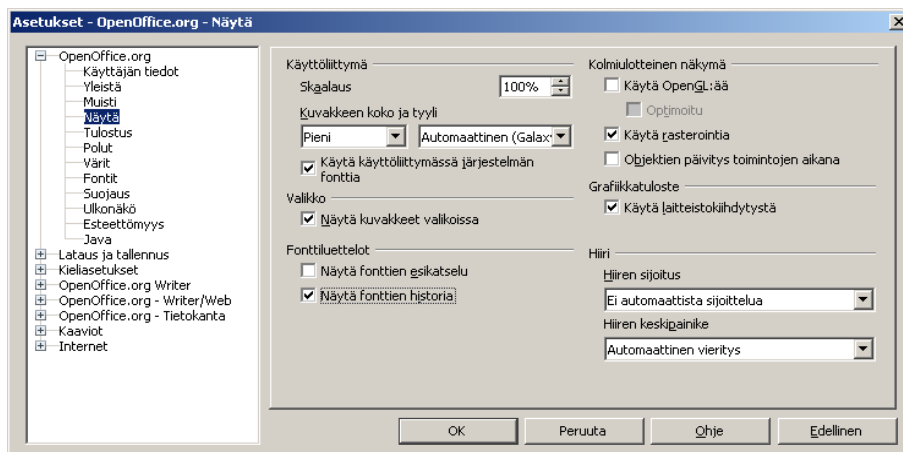 Asetukset - OpenOffice.org - Näytä
OpenOffice.org
Käyttäjän tiedot
Yleistä
Muisti
Näytä
Tulostus
Polut
Värit
Fontit
Suojaus
Ulkonäkö
Esteettömyys
Java
Lataus ja tallennus
Kieliasetukset
OpenOffice.org Writer
OpenOffice.org - Writer/Web
OpenOffice.org - Tietokanta
Kaaviot
Internet
Käyttöliittymä
Skaalaus 100%
Kuvakkeen koko ja tyyli
Pieni Automaattinen (Galax
Käytä käyttöliittymässä järjestelmän
fonttia
Valikko
Näytä kuvakkeet valikoissa
Fonttiluettelot
Näytä fonttien esikatselu
Näytä fonttien historia
Kolmiulotteinen näkymä
Käytä OpenGL:ää
Optimoitu
Käytä rasterointia
Objektien päivitys toimintojen aikana
Grafiikkatuloste
Käytä laitteistokiihdytystä
Hiiri
Hiiren sijoitus
Ei automaattista sijoittelua
Hiiren keskipainike
Automaattinen vieritys
OK Peruuta Ohje Edellinen